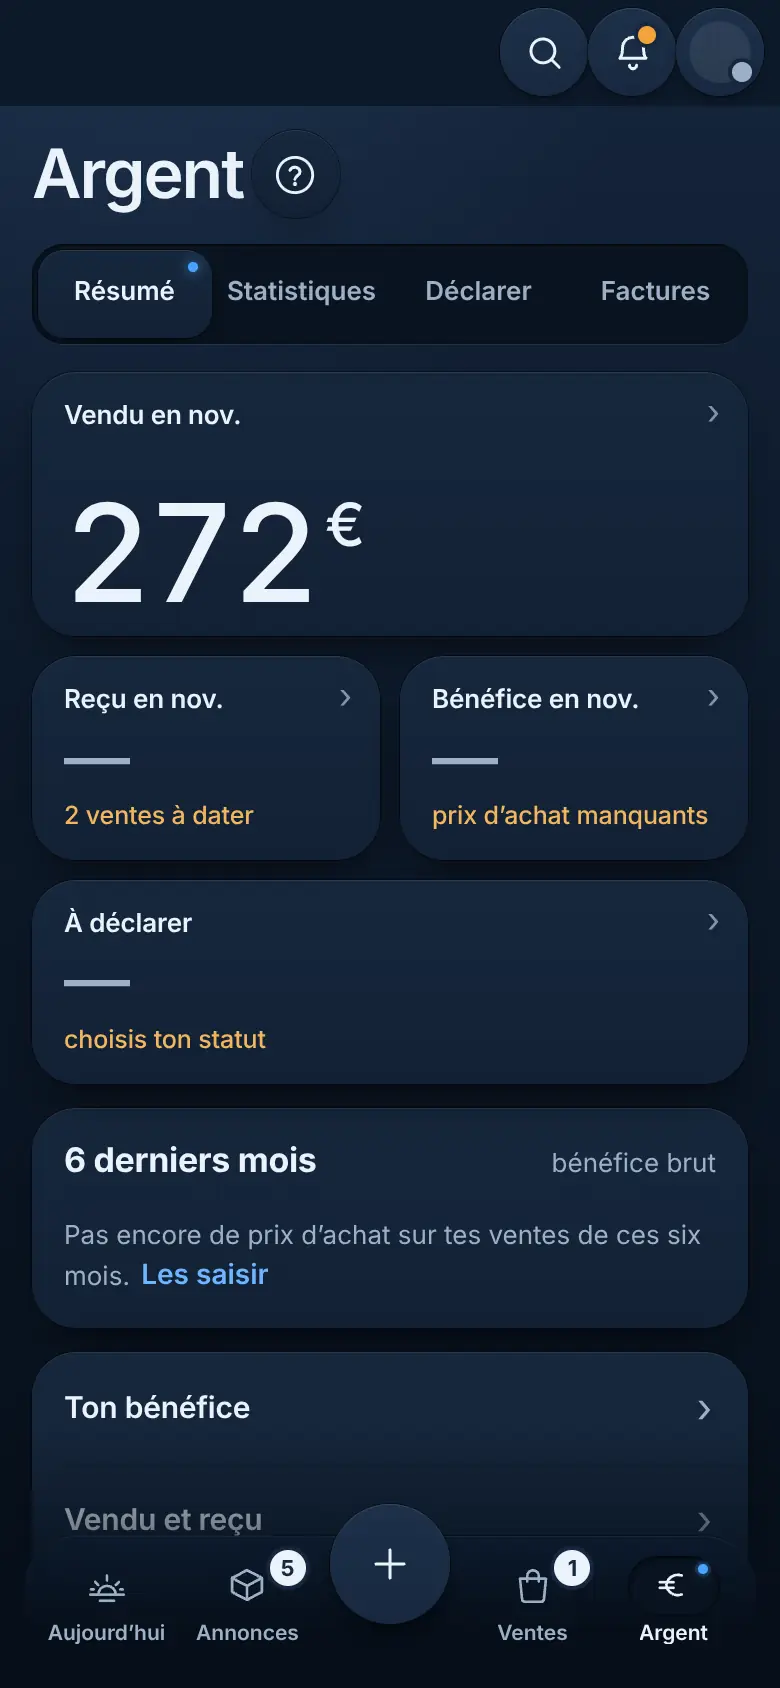 Argent
Résumé Statistiques Déclarer Factures
Vendu en nov.
272 €
Reçu en nov.
2 ventes à dater
Bénéfice en nov.
prix d’achat manquants
À déclarer
choisis ton statut
6 derniers mois bénéfice brut
Pas encore de prix d’achat sur tes ventes de ces six
mois. Les saisir
Ton bénéfice
Vendu et reçu
5 1
Aujourd’hui Annonces Ventes Argent